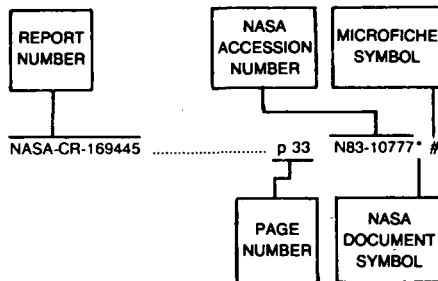 REPORT
NUMBER
NASA
ACCESSION
NUMBER
MICROFICHE
SYMBOL
NASA-CR-169445 ........................ p 33 N83-10777* #
PAGE
NUMBER
NASA
DOCUMENT
SYMBOL